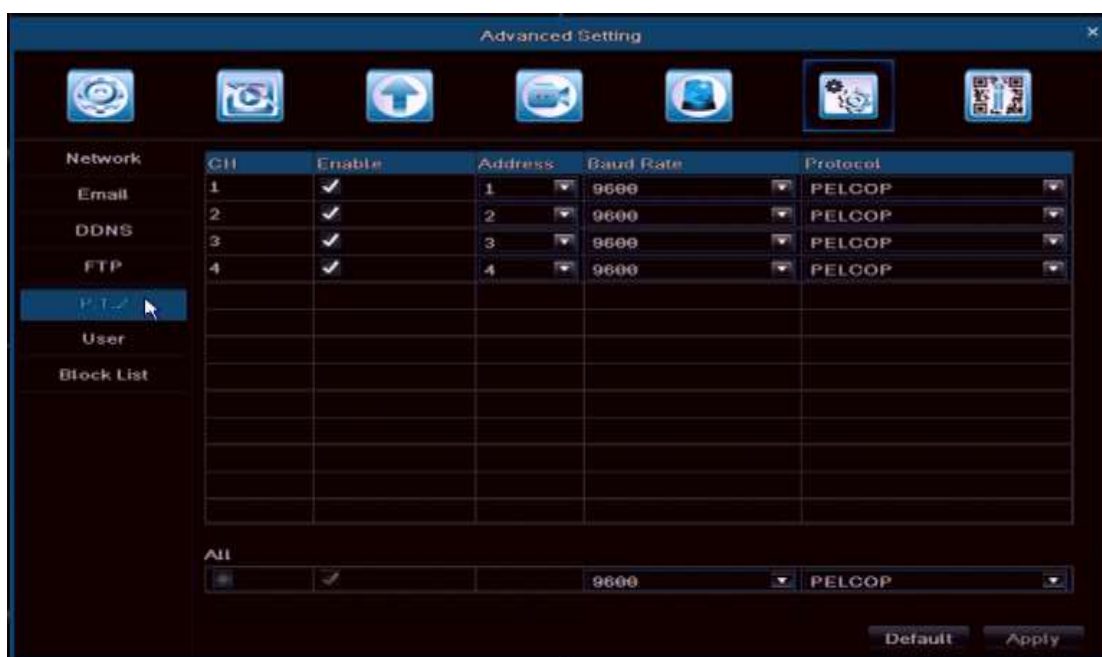 Advanced Setting
Network
Email
DDNS
FTP
P.T.Z
User
Block List
CH Enable Address Baud Rate Protocol
1 1 9600 PELCOP
2 2 9600 PELCOP
3 3 9600 PELCOP
4 4 9600 PELCOP
All
9600 PELCOP
Default Apply